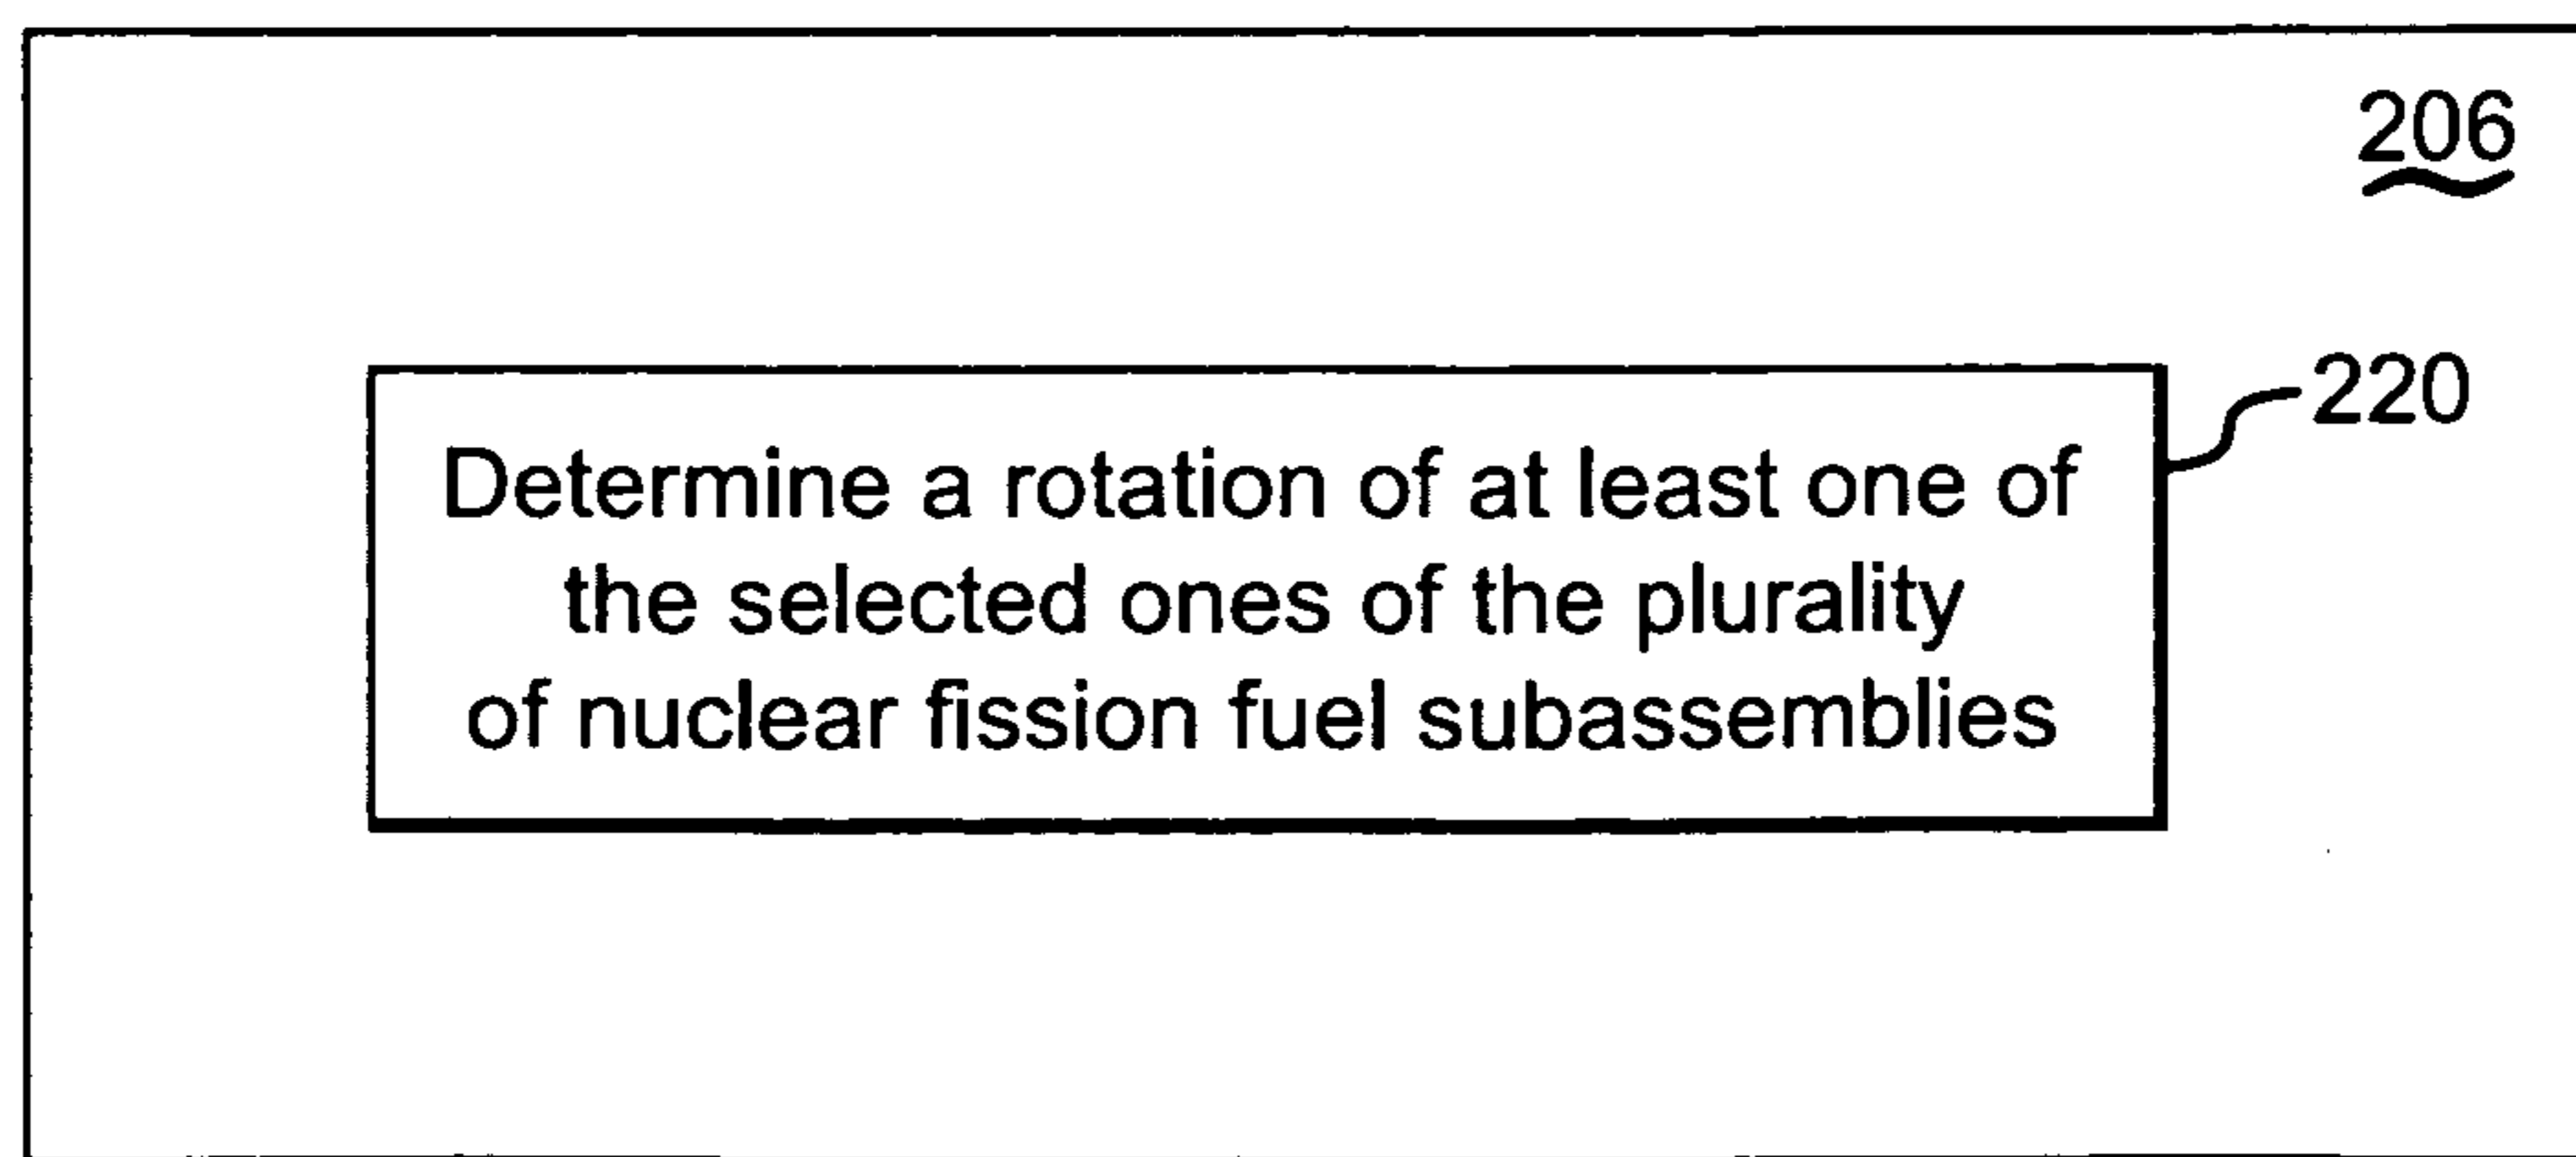 206
220
Determine a rotation of at least one of
the selected ones of the plurality
of nuclear fission fuel subassemblies